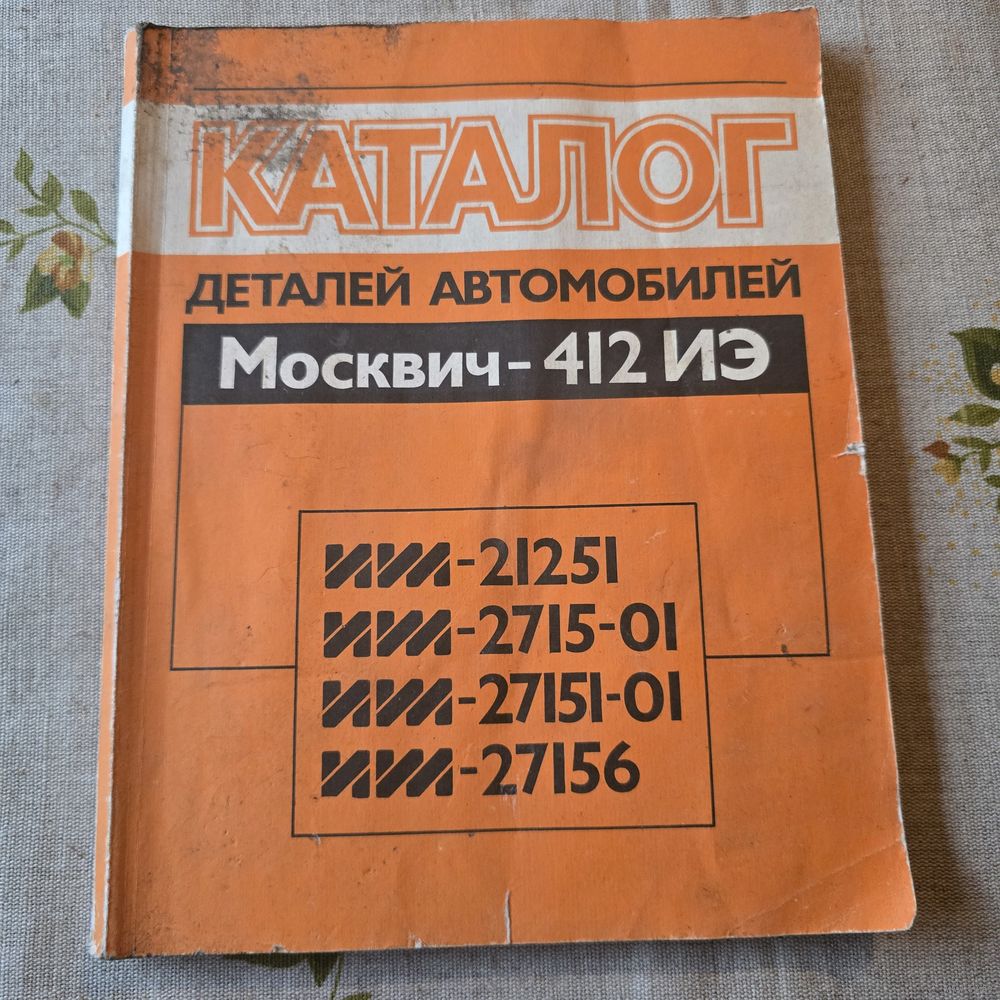 КАТАЛОГ
ДЕТАЛЕЙ АВТОМОБИЛЕЙ
Москвич-412 ИЭ
ИЖ-21251
ИЖ-2715-01
ИЖ-27151-01
ИЖ-27156